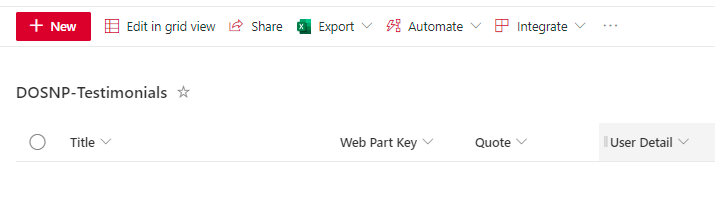 + New Edit in grid view Share Export Automate Integrate ...
DOSNP-Testimonials
Title Web Part Key Quote User Detail